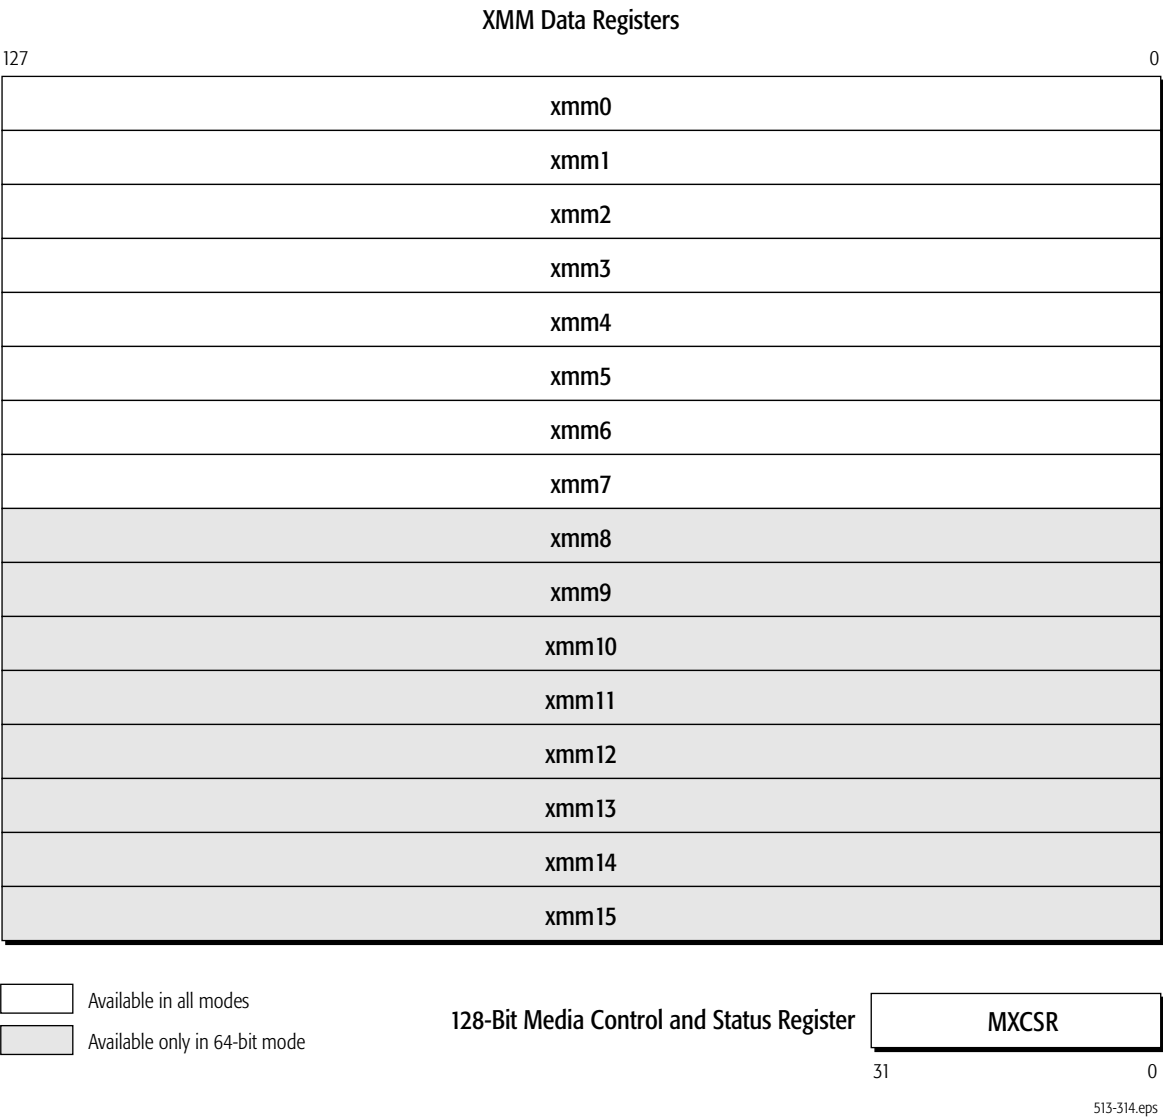 XMM Data Registers
127 0
xmm0
xmm1
xmm2
xmm3
xmm4
xmm5
xmm6
xmm7
xmm8
xmm9
xmm10
xmm11
xmm12
xmm13
xmm14
xmm15
Available in all modes
Available only in 64-bit mode
128-Bit Media Control and Status Register MXCSR
31 0
513-314.eps